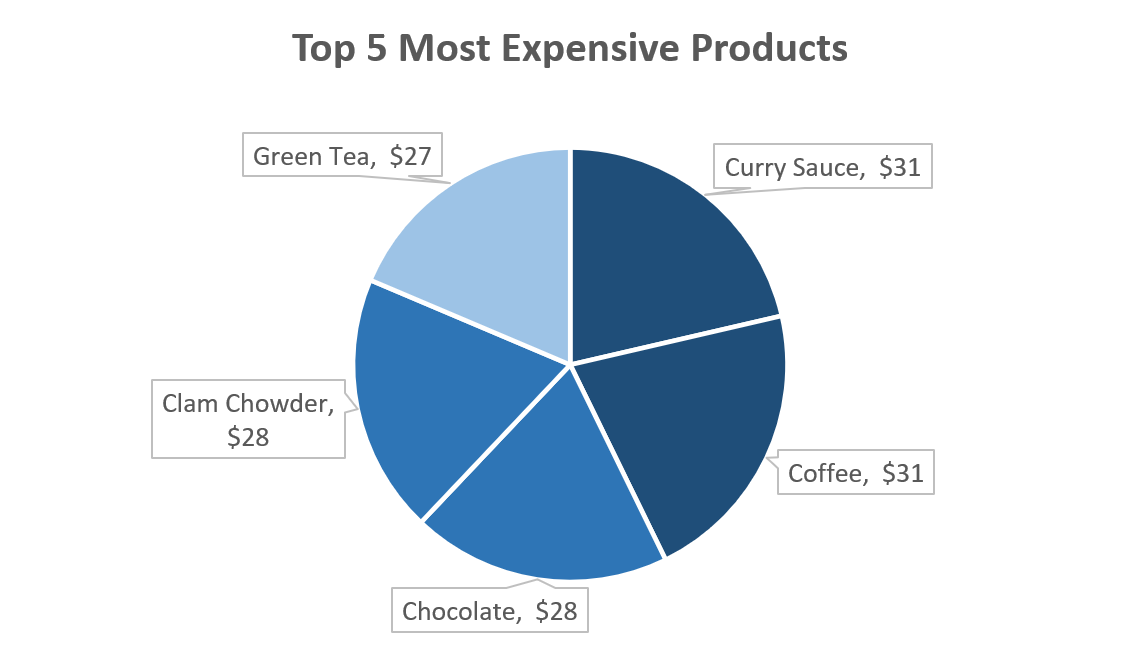 Top 5 Most Expensive Products
Green Tea,  $27
Curry Sauce,  $31
Clam Chowder,
$28
Coffee,  $31
Chocolate,  $28